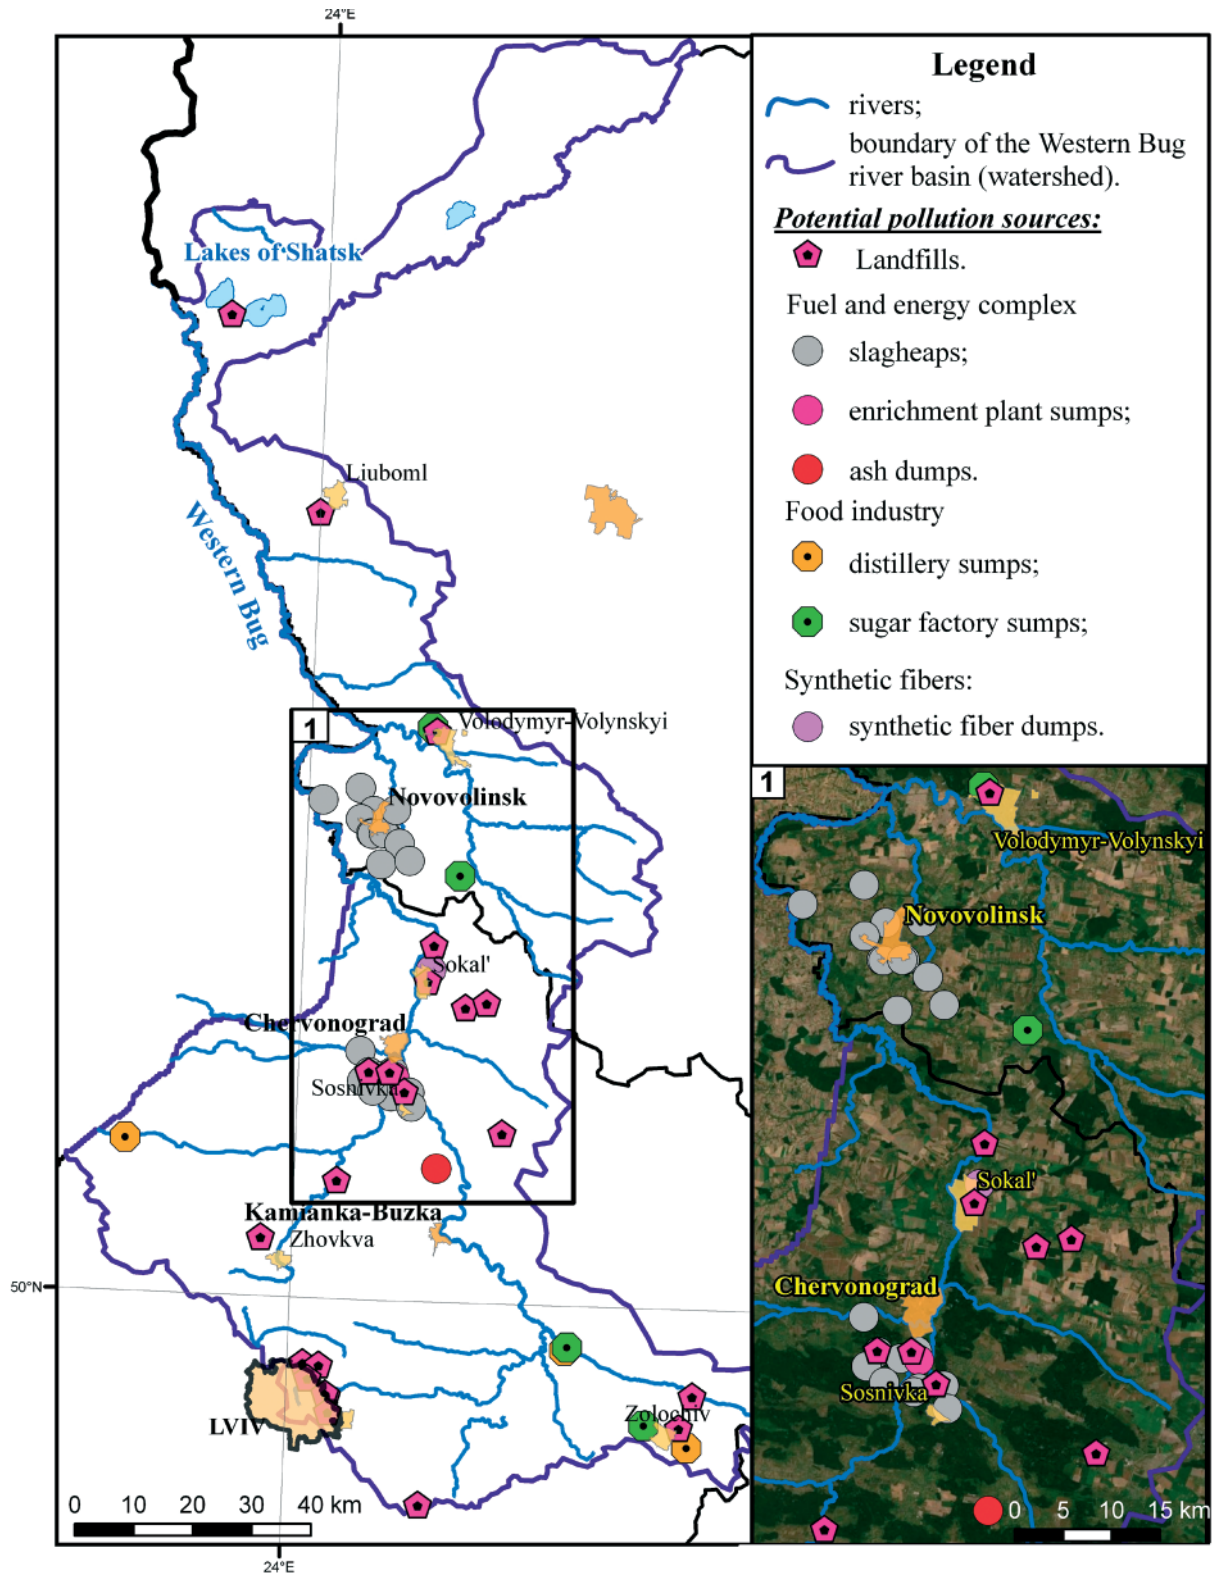 24°E
Lakes of Shatsk
Liuboml
Western Bug
1
Volodymyr-Volynskyi
Novovolinsk
Sokal'
Chervonograd
Sosnivka
Kamianka-Buzka
Zhovkva
50°N
LVIV
Zolochiv
0 10 20 30 40 km
24°E
Legend
rivers;
boundary of the Western Bug
river basin (watershed).
Potential pollution sources:
Landfills.
Fuel and energy complex
slagheaps;
enrichment plant sumps;
ash dumps.
Food industry
distillery sumps;
sugar factory sumps;
Synthetic fibers:
synthetic fiber dumps.
1
Volodymyr-Volynskyi
Novovolinsk
Sokal'
Chervonograd
Sosnivka
0 5 10 15 km